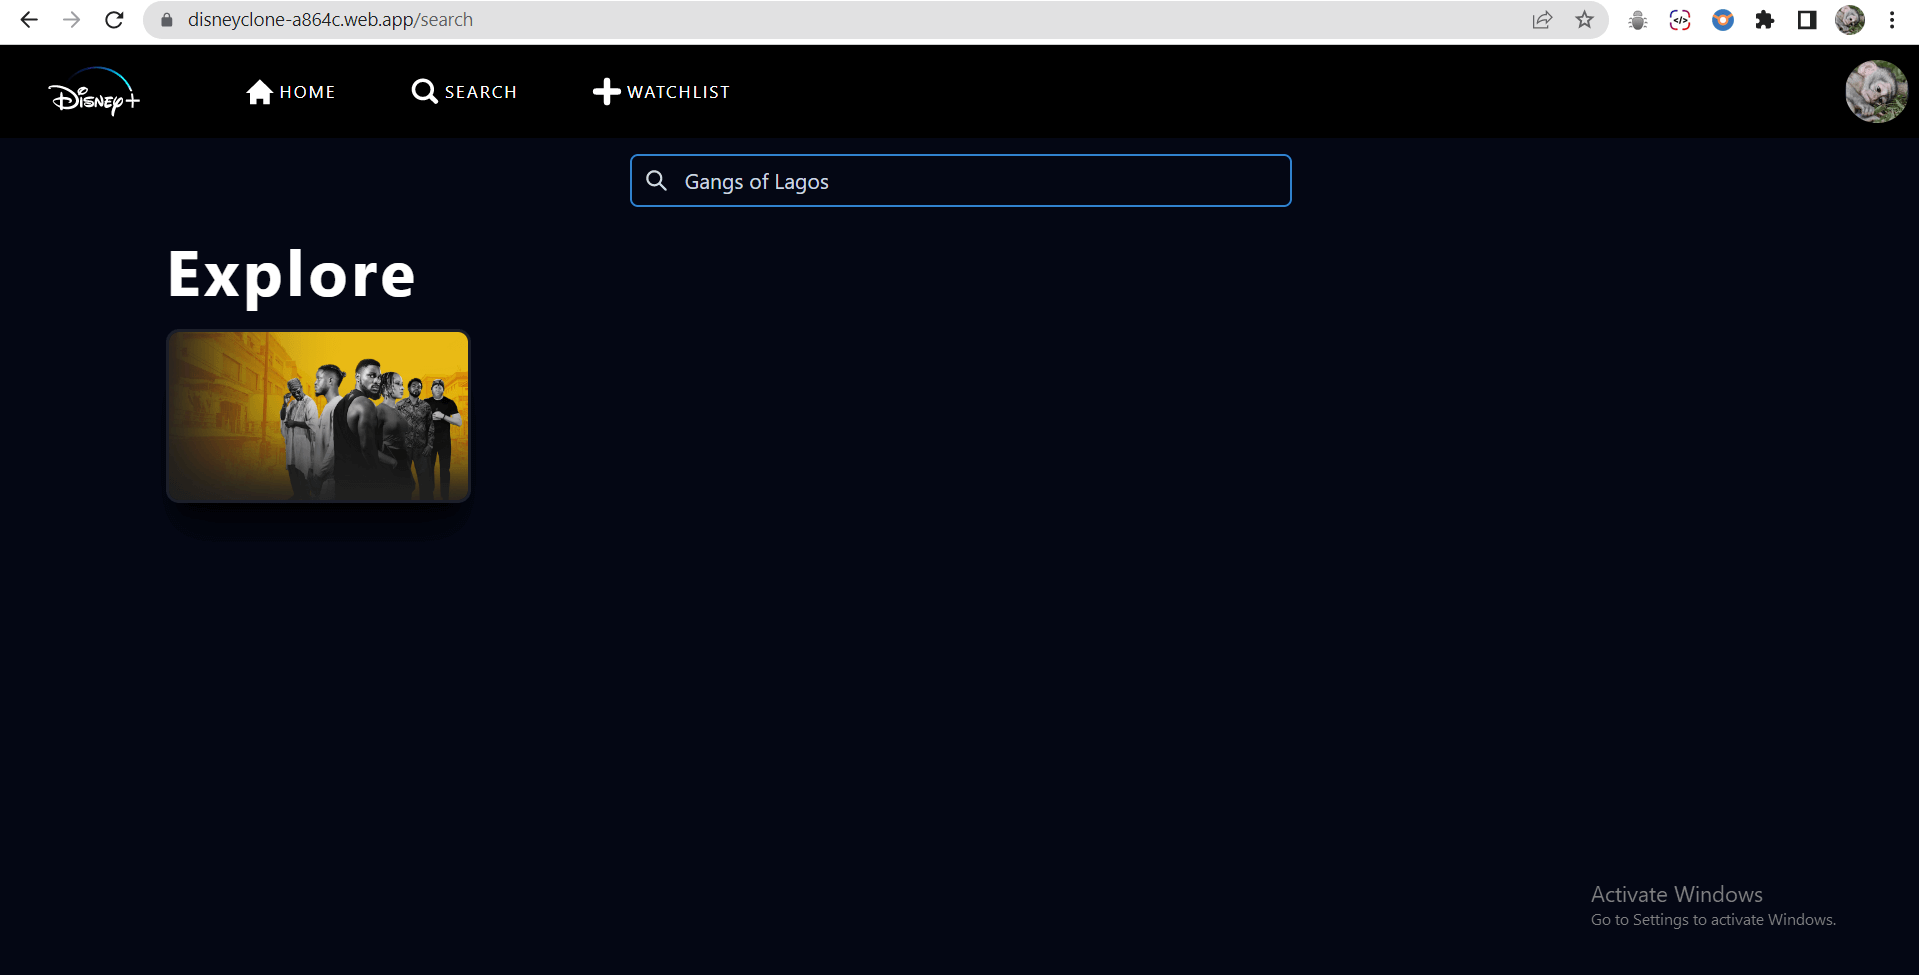 disneyclone-a864c.web.app/search
Disney+
HOME
SEARCH
WATCHLIST
Gangs of Lagos
Explore
Activate Windows
Go to Settings to activate Windows.